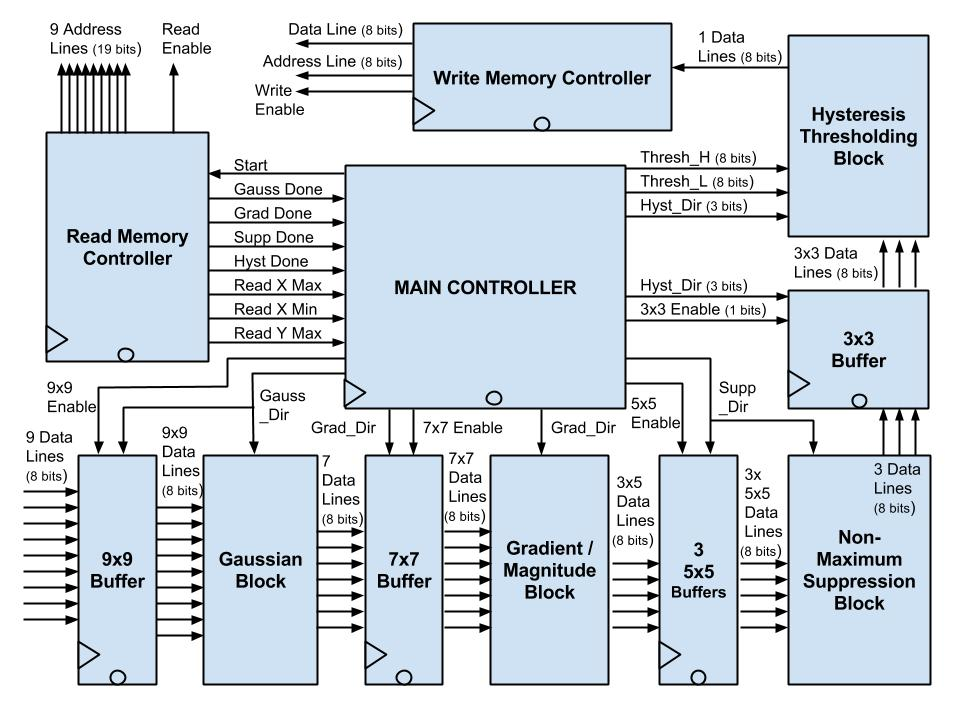 9 Address
Lines (19 bits)
Read
Enable
Data Line (8 bits)
Address Line (8 bits)
Write
Enable
Write Memory Controller
1 Data
Lines (8 bits)
Hysteresis
Thresholding
Block
Read Memory
Controller
Start
Gauss Done
Grad Done
Supp Done
Hyst Done
Read X Max
Read X Min
Read Y Max
MAIN CONTROLLER
Thresh_H (8 bits)
Thresh_L (8 bits)
Hyst_Dir (3 bits)
3x3 Data
Lines (8 bits)
Hyst_Dir (3 bits)
3x3 Enable (1 bits)
3x3
Buffer
9x9
Enable
Gauss
_Dir
Grad_Dir
7x7 Enable
Grad_Dir
5x5
Enable
Supp
_Dir
9 Data
Lines
(8 bits)
9x9
Buffer
9x9
Data
Lines
(8 bits)
Gaussian
Block
7
Data
Lines
(8 bits)
7x7
Buffer
7x7
Data
Lines
(8 bits)
Gradient /
Magnitude
Block
3x5
Data
Lines
(8 bits)
3
5x5
Buffers
3x
5x5
Data
Lines
(8 bits)
3 Data
Lines
(8 bits)
Non-
Maximum
Suppression
Block